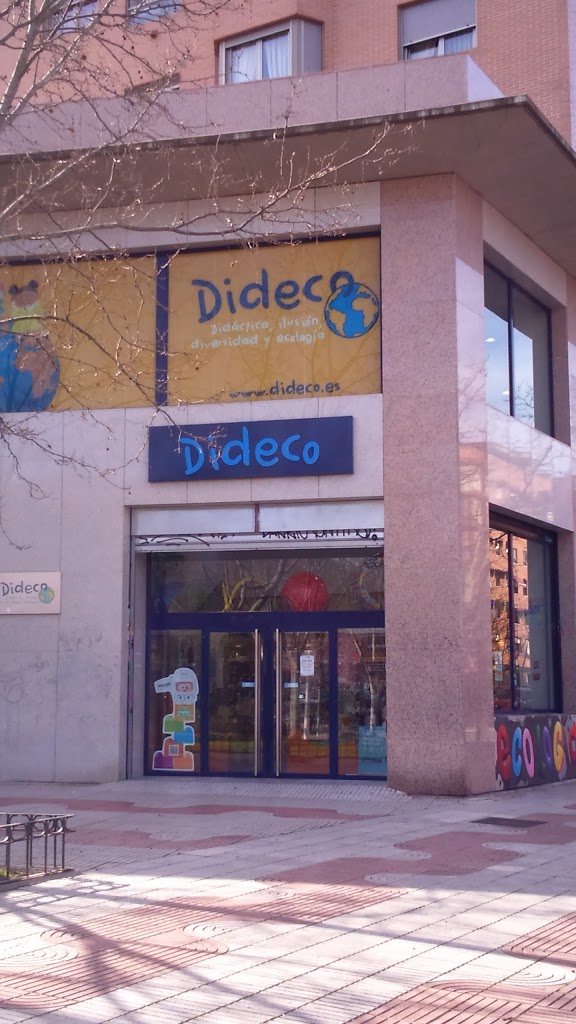 Dideco
Didáctica, ilusión,
diversidad y ecología
www.dideco.es
Dideco
Dideco